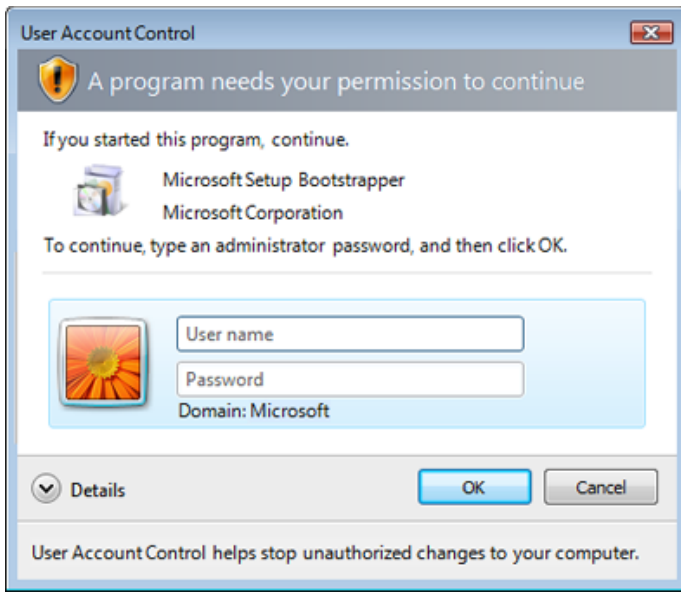 User Account Control
A program needs your permission to continue
If you started this program, continue.
Microsoft Setup Bootstrapper
Microsoft Corporation
To continue, type an administrator password, and then click OK.
User name
Password
Domain: Microsoft
Details
OK
Cancel
User Account Control helps stop unauthorized changes to your computer.